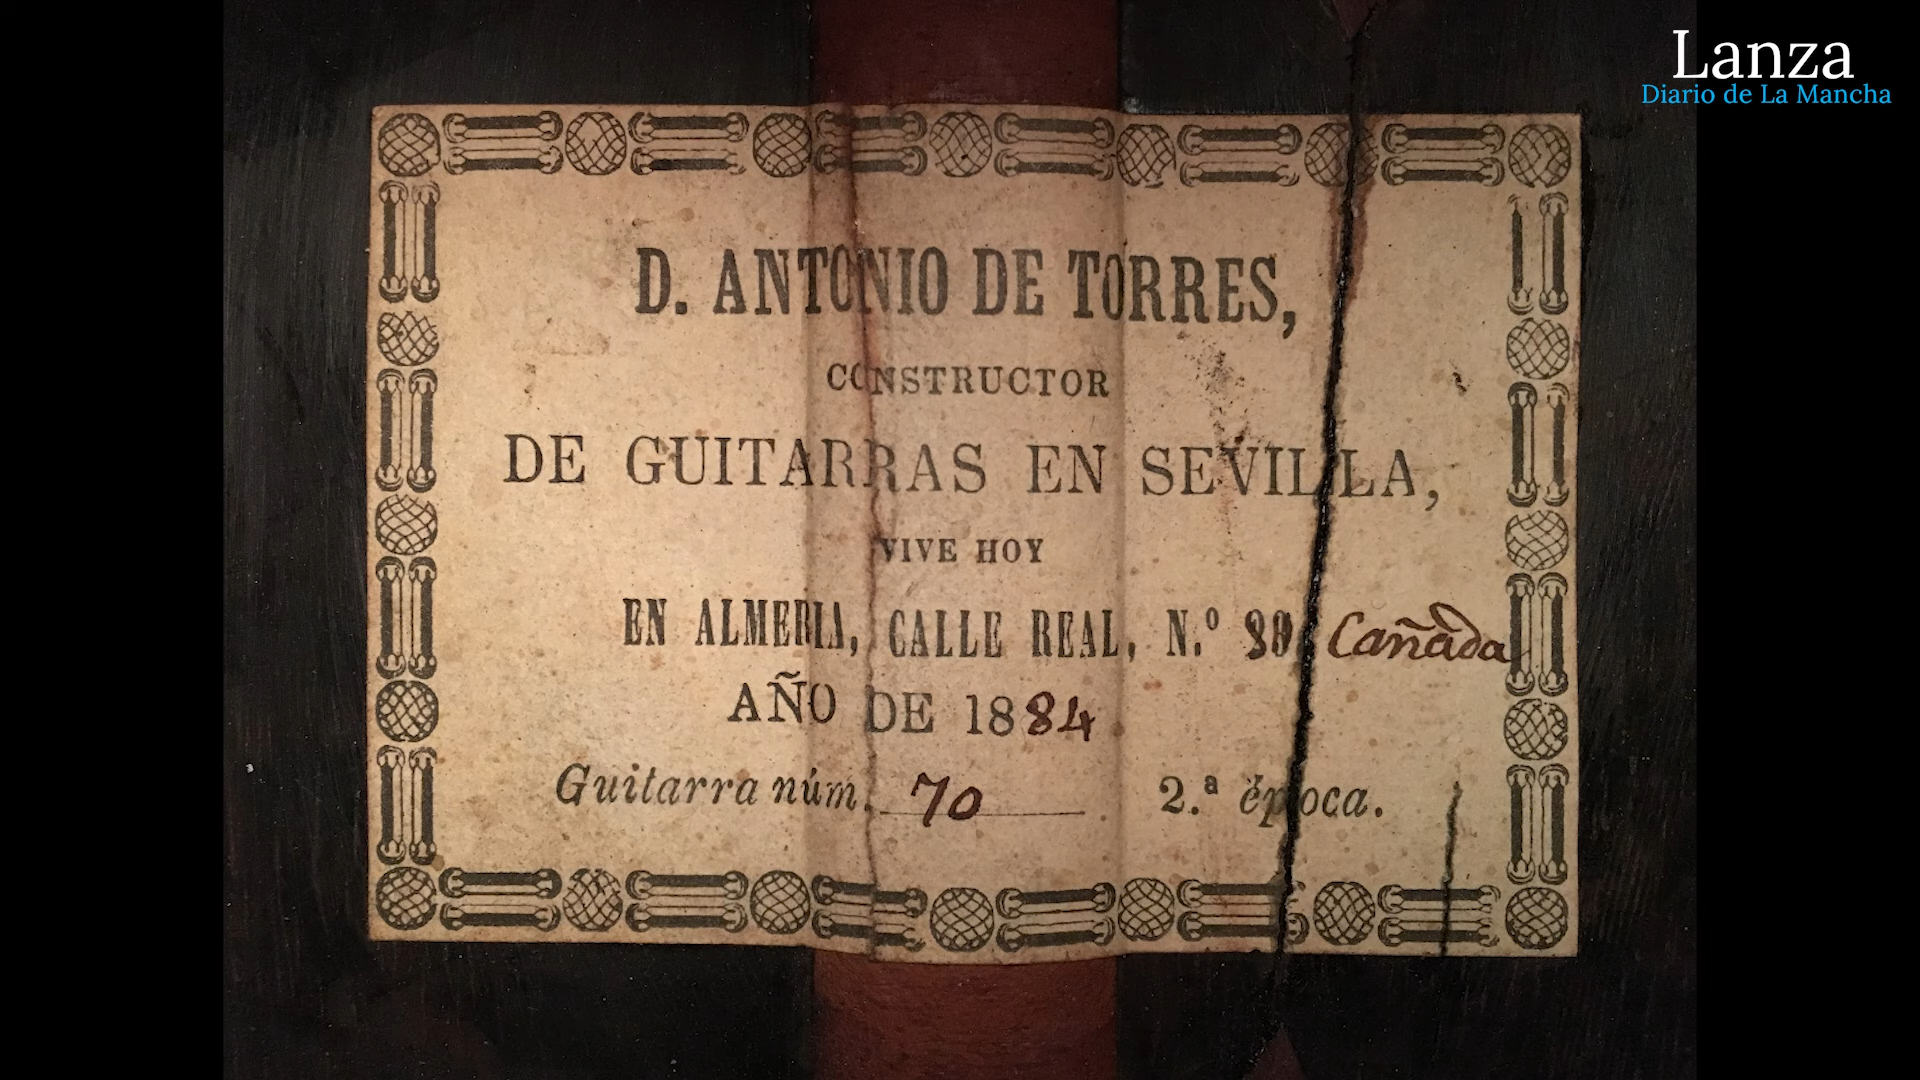 Lanza
Diario de La Mancha
D. ANTONIO DE TORRES,
CONSTRUCTOR
DE GUITARRAS EN SEVILLA,
VIVE HOY
EN ALMERIA, CALLE REAL, N.º Cañada
AÑO DE 1884
Guitarra núm. 70 2.ª época.